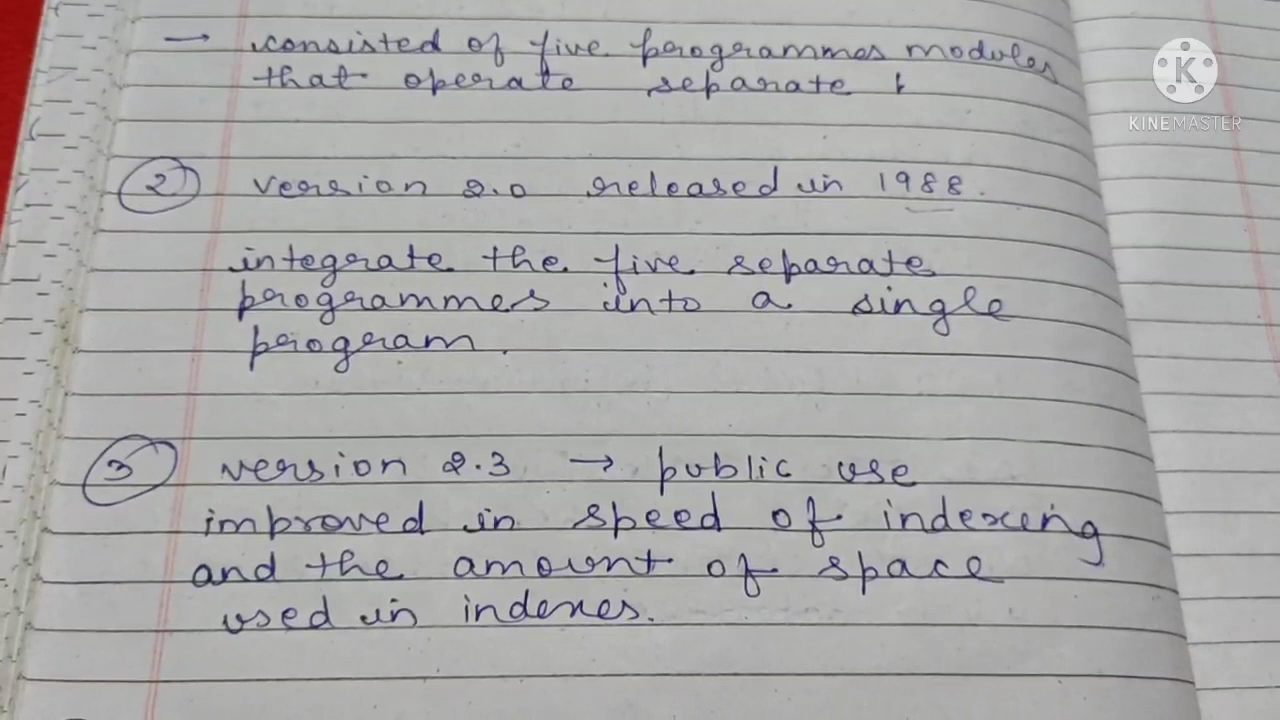 → consisted of five programmes modules
that operate separate
K
KINEMASTER
2 version 2.0 released in 1988.
integrate the five separate
programmes into a single
program.
3 version 2.3 → public use
improved in speed of indexing
and the amount of space
used in indexes.